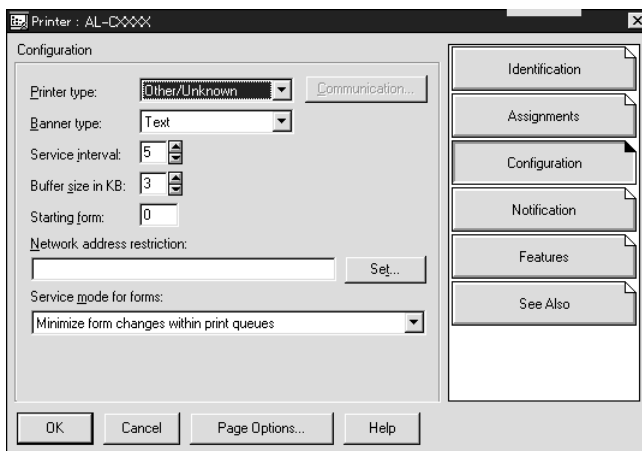 Printer : AL-CXXXX
Configuration
Printer type: Other/Unknown Communication...
Banner type: Text
Service interval: 5
Buffer size in KB: 3
Starting form: 0
Network address restriction:
Set...
Service mode for forms:
Minimize form changes within print queues
OK Cancel Page Options... Help
Identification
Assignments
Configuration
Notification
Features
See Also